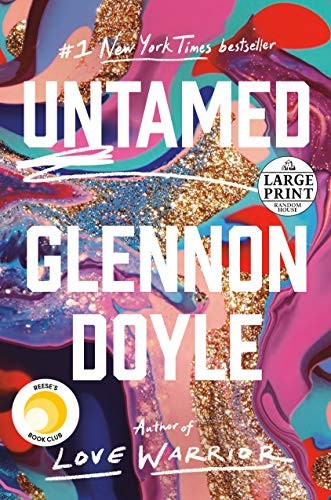 #1 New York Times bestseller
UNTAMED
LARGE
PRINT
RANDOM
HOUSE
GLENNON
DOYLE
REESE'S
BOOK CLUB
Author of
LOVE WARRIOR